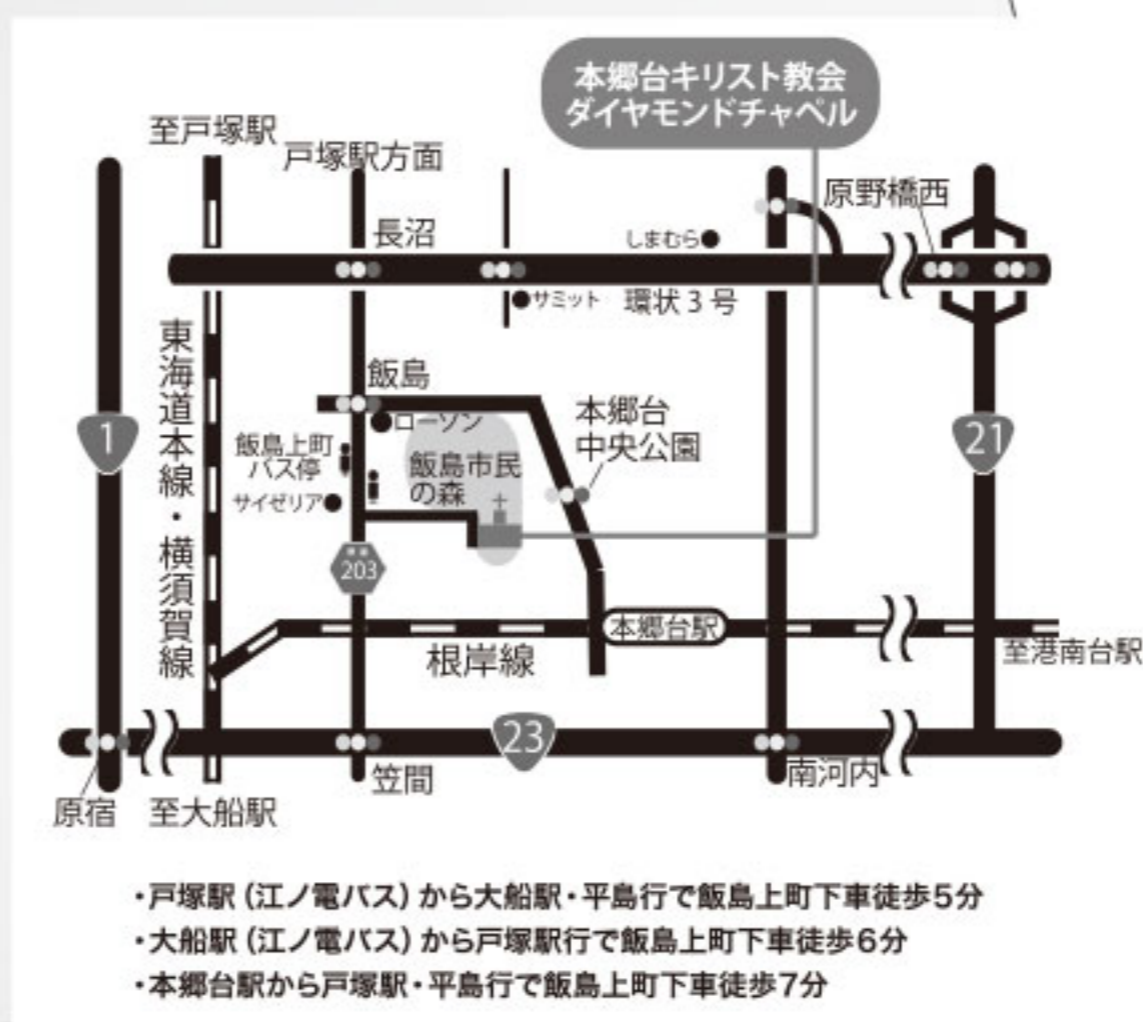 本郷台キリスト教会
ダイヤモンドチャペル
至戸塚駅
戸塚駅方面
原野橋西
長沼
しまむら
サミット
環状3号
東海道本線・横須賀線
飯島
ローソン
本郷台
中央公園
1
飯島上町
バス停
飯島市民
の森
21
サイゼリア
203
本郷台駅
根岸線
至港南台駅
23
笠間
南河内
原宿
至大船駅
・戸塚駅(江ノ電バス)から大船駅・平島行で飯島上町下車徒歩5分
・大船駅(江ノ電バス)から戸塚駅行で飯島上町下車徒歩6分
・本郷台駅から戸塚駅・平島行で飯島上町下車徒歩7分